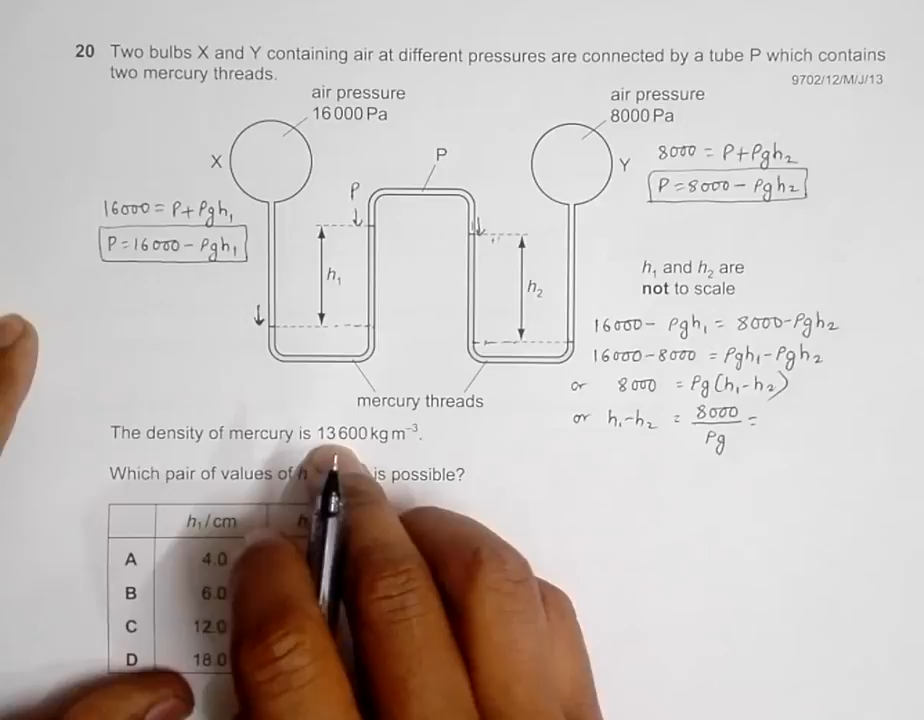 20 Two bulbs X and Y containing air at different pressures are connected by a tube P which contains
two mercury threads.
9702/12/M/J/13
air pressure
16 000 Pa
air pressure
8000 Pa
X
P
Y
8000 = P + ρgh₂
P = 8000 - ρgh₂
16000 = P + ρgh₁
P = 16000 - ρgh₁
P
h₁
h₂
h₁ and h₂ are
not to scale
16000 - ρgh₁ = 8000 - ρgh₂
16000 - 8000 = ρgh₁ - ρgh₂
or 8000 = ρg(h₁-h₂)
or h₁-h₂ = 8000/ρg =
mercury threads
The density of mercury is 13 600 kg m⁻³.
Which pair of values of h is possible?
h₁ / cm h
A 4.0
B 6.0
C 12.0
D 18.0